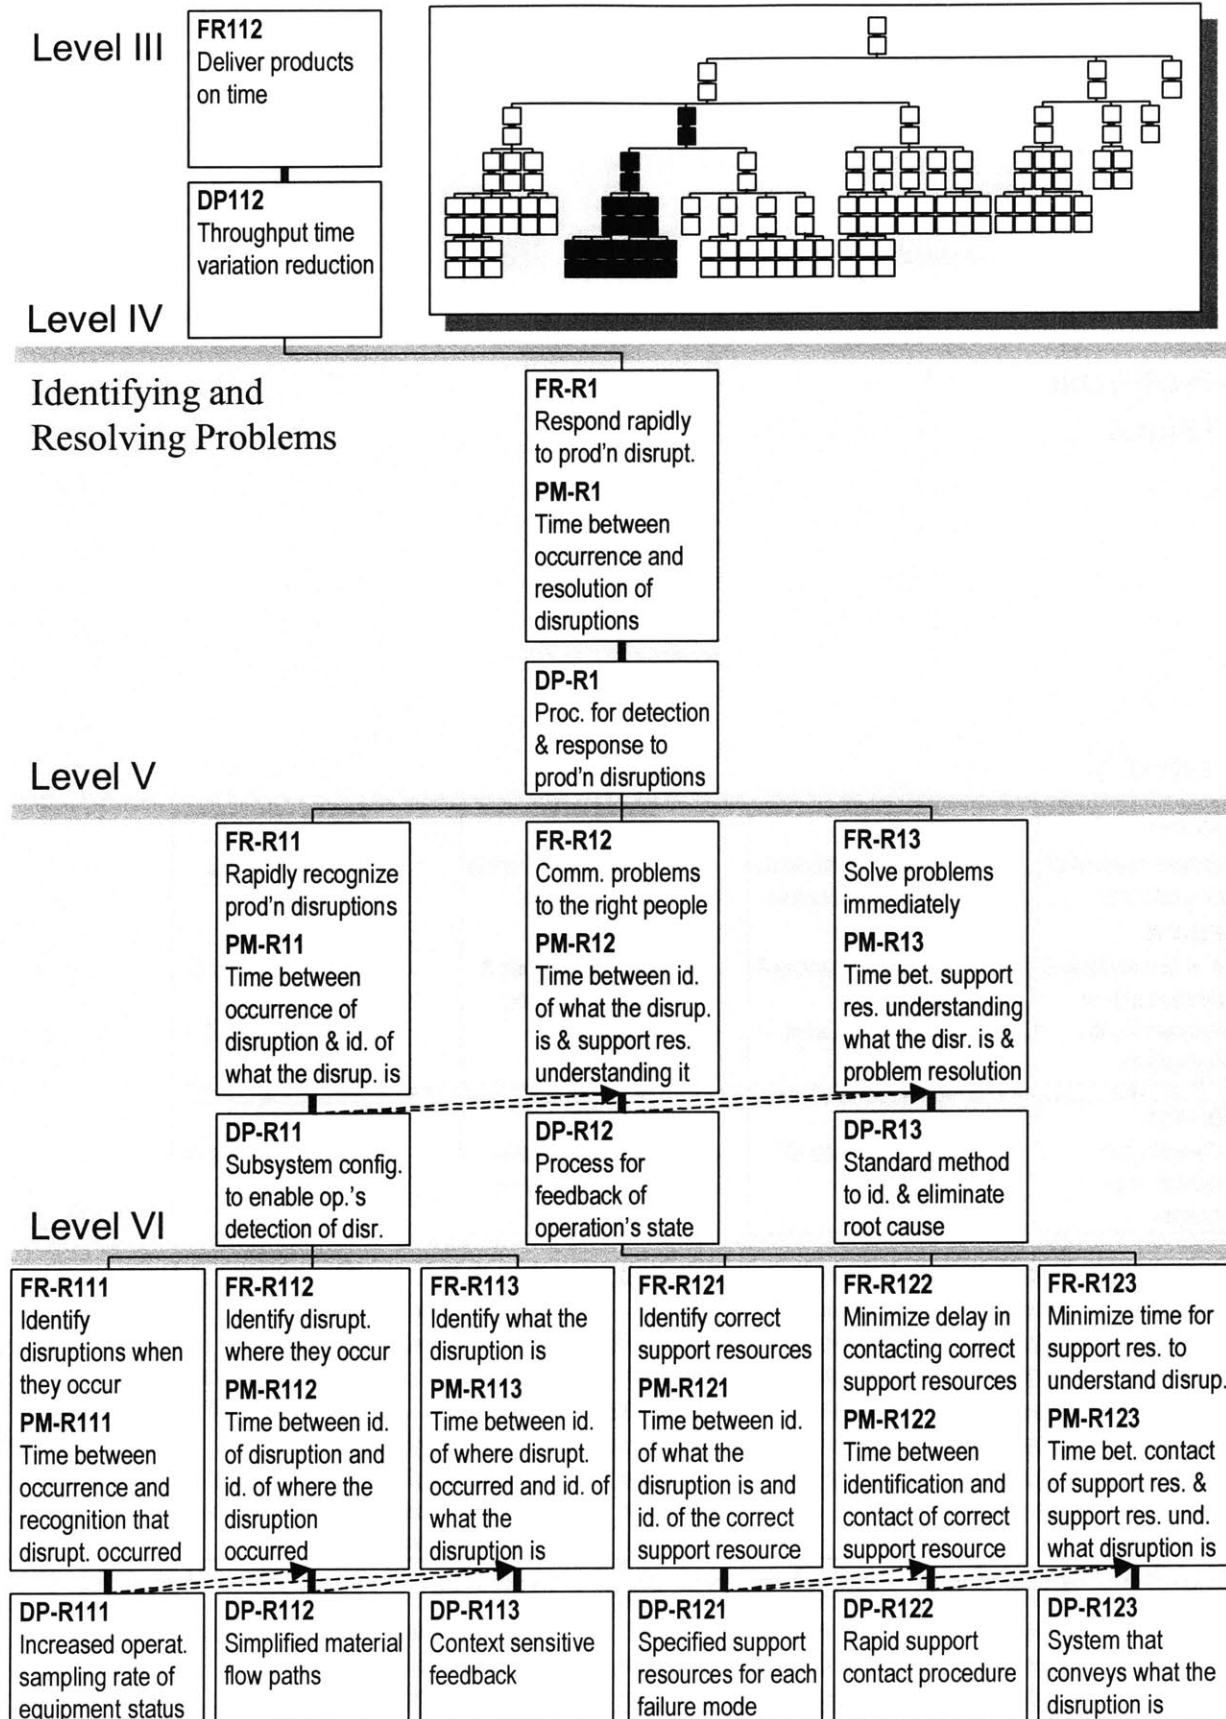 Level III
FR112
Deliver products
on time
DP112
Throughput time
variation reduction
Level IV
Identifying and
Resolving Problems
FR-R1
Respond rapidly
to prod'n disrupt.
PM-R1
Time between
occurrence and
resolution of
disruptions
DP-R1
Proc. for detection
& response to
prod'n disruptions
Level V
FR-R11
Rapidly recognize
prod'n disruptions
PM-R11
Time between
occurrence of
disruption & id. of
what the disrup. is
FR-R12
Comm. problems
to the right people
PM-R12
Time between id.
of what the disrup.
is & support res.
understanding it
FR-R13
Solve problems
immediately
PM-R13
Time bet. support
res. understanding
what the disr. is &
problem resolution
DP-R11
Subsystem config.
to enable op.'s
detection of disr.
DP-R12
Process for
feedback of
operation's state
DP-R13
Standard method
to id. & eliminate
root cause
Level VI
FR-R111
Identify
disruptions when
they occur
PM-R111
Time between
occurrence and
recognition that
disrupt. occurred
FR-R112
Identify disrupt.
where they occur
PM-R112
Time between id.
of disruption and
id. of where the
disruption
occurred
FR-R113
Identify what the
disruption is
PM-R113
Time between id.
of where disrupt.
occurred and id. of
what the
disruption is
FR-R121
Identify correct
support resources
PM-R121
Time between id.
of what the
disruption is and
id. of the correct
support resource
FR-R122
Minimize delay in
contacting correct
support resources
PM-R122
Time between
identification and
contact of correct
support resource
FR-R123
Minimize time for
support res. to
understand disrup.
PM-R123
Time bet. contact
of support res. &
support res. und.
what disruption is
DP-R111
Increased operat.
sampling rate of
equipment status
DP-R112
Simplified material
flow paths
DP-R113
Context sensitive
feedback
DP-R121
Specified support
resources for each
failure mode
DP-R122
Rapid support
contact procedure
DP-R123
System that
conveys what the
disruption is